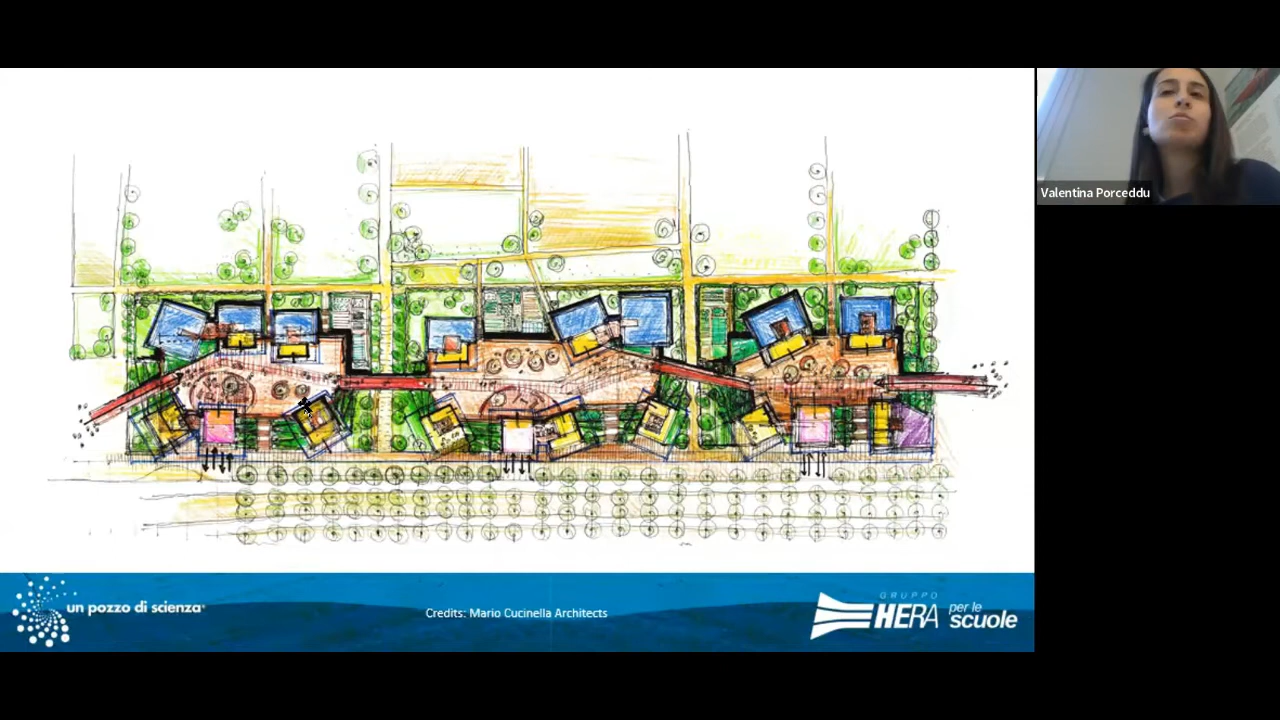 Valentina Porceddu
un pozzo di scienza
Credits: Mario Cucinella Architects
GRUPPO
HERA
per le
scuole